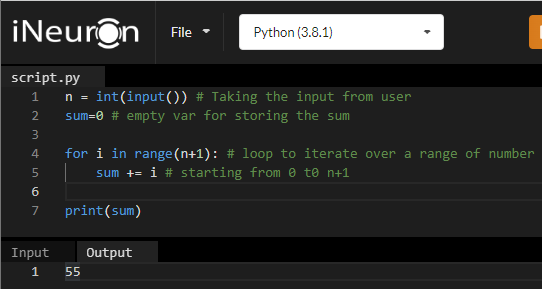 iNeuron File Python (3.8.1)
script.py
1 n = int(input()) # Taking the input from user
2 sum=0 # empty var for storing the sum
3
4 for i in range(n+1): # loop to iterate over a range of number
5     sum += i # starting from 0 t0 n+1
6
7 print(sum)
Input Output
1 55